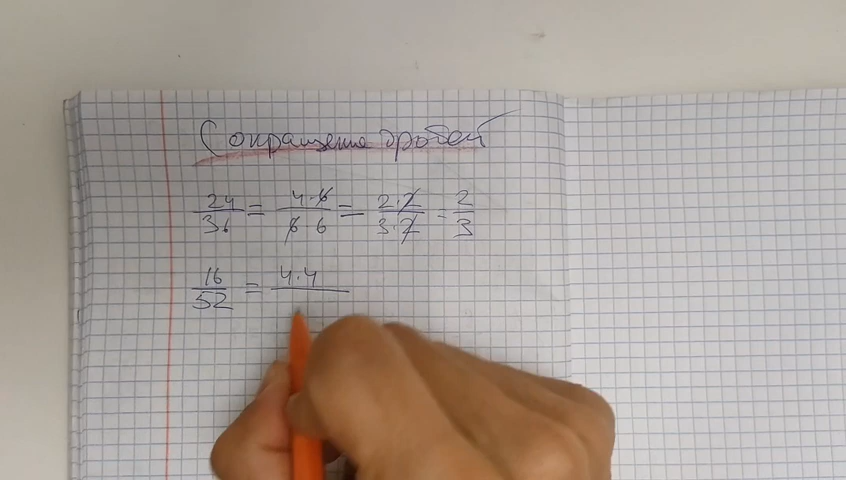 Сокращение дробей
24/36 = 4·6/6·6 = 2·2/3·2 = 2/3
16/52 = 4·4/